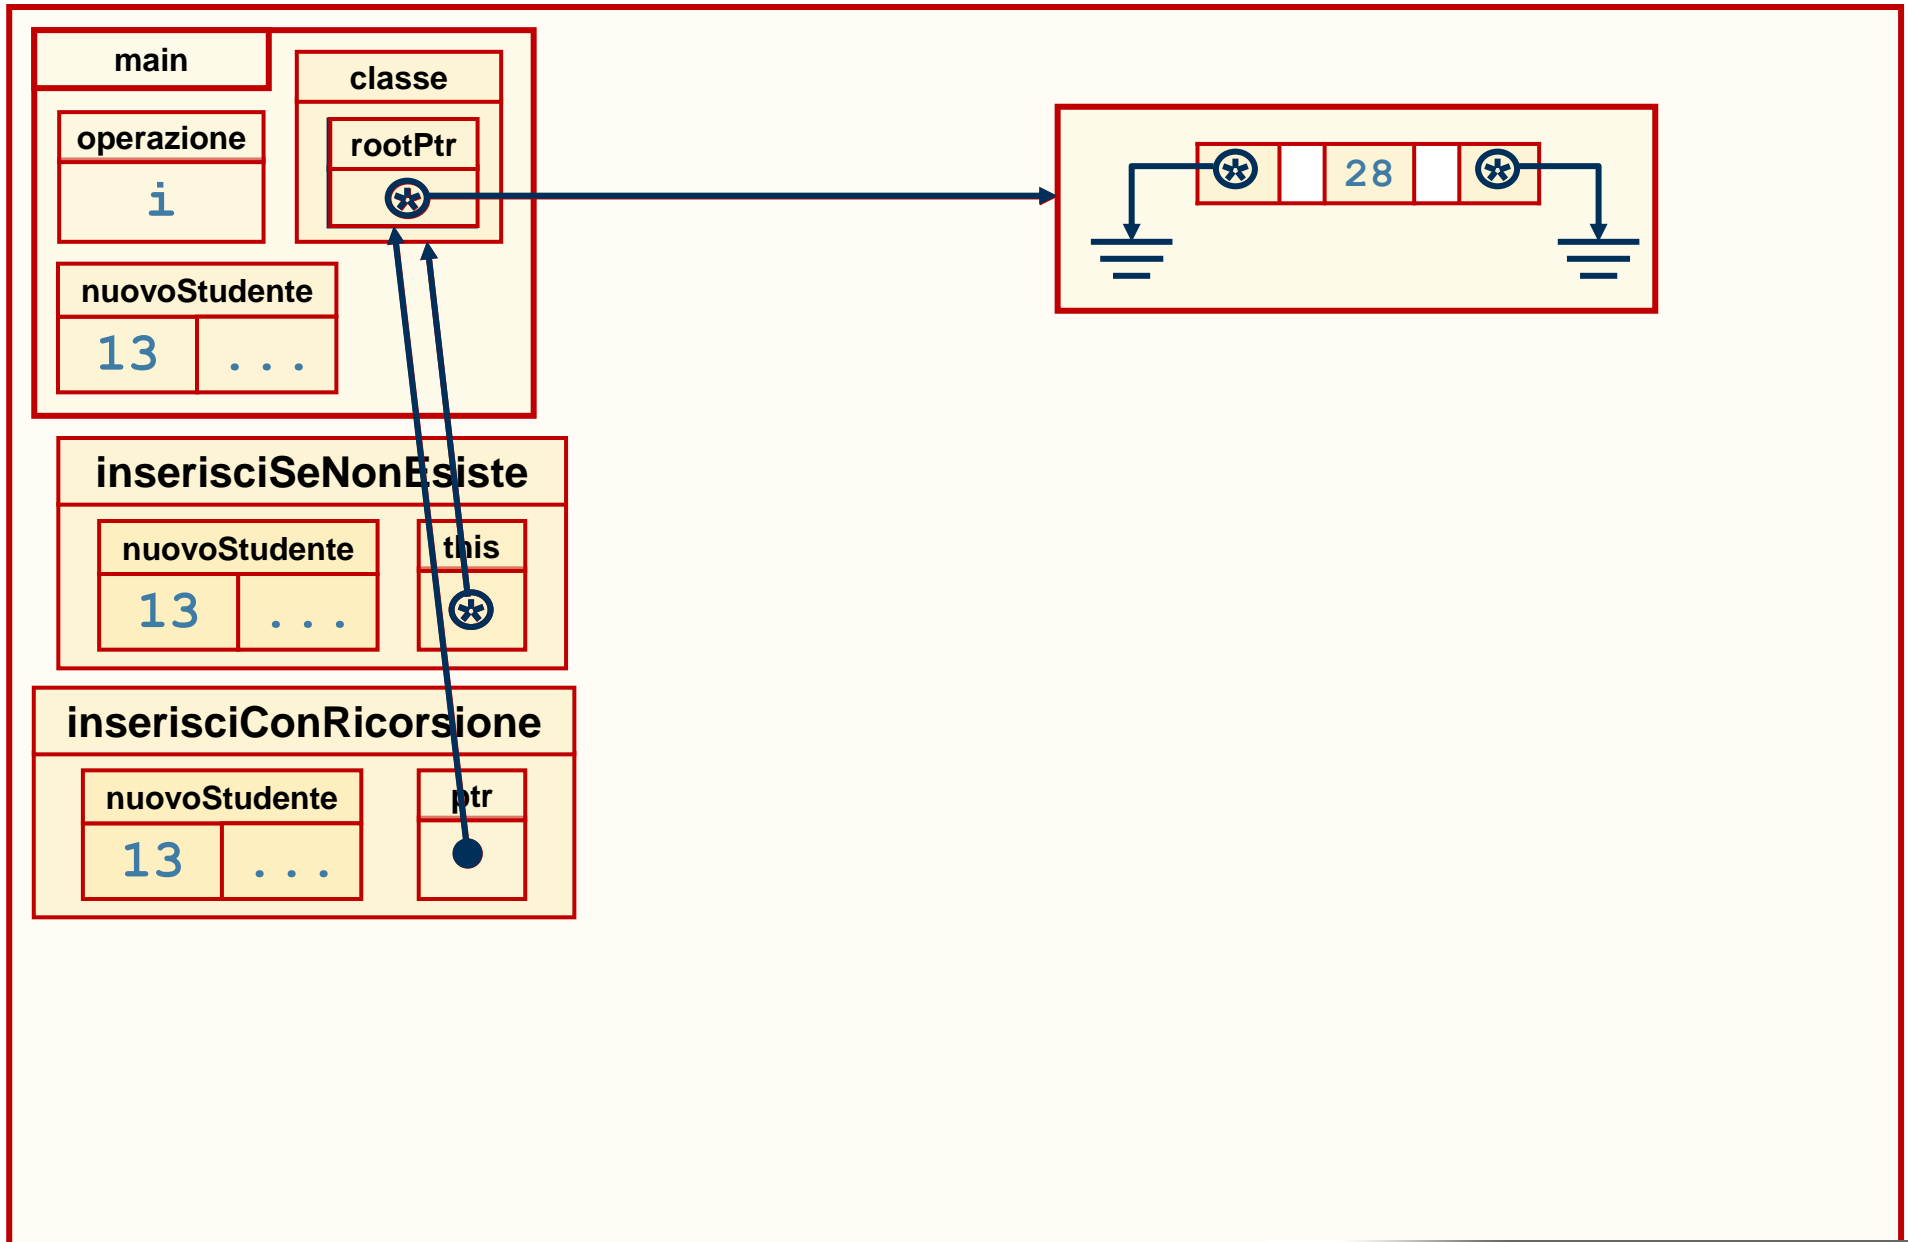 main
classe
operazione
rootPtr
i
28
nuovoStudente
13 ...
inserisciSeNonEsiste
nuovoStudente this
13 ...
inserisciConRicorsione
nuovoStudente ptr
13 ...